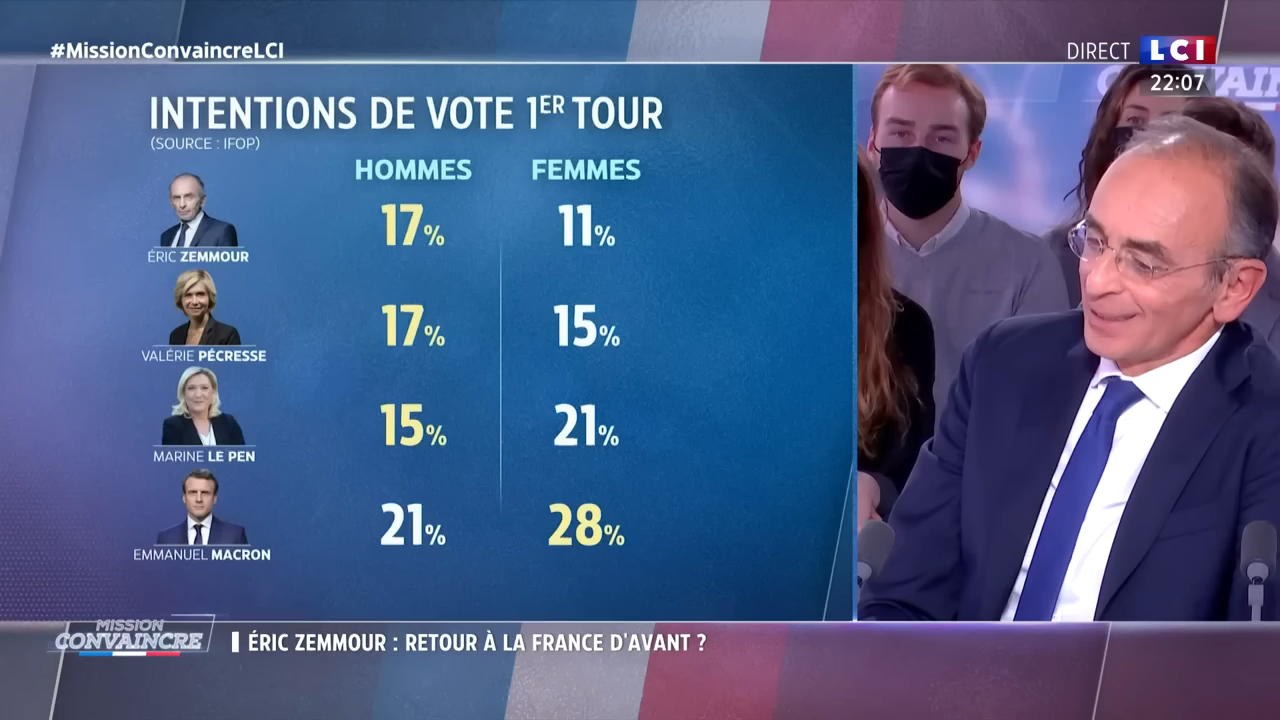 #MissionConvaincreLCI
DIRECT LCI
22:07
INTENTIONS DE VOTE 1ER TOUR
(SOURCE : IFOP)
HOMMES FEMMES
17% 11%
ÉRIC ZEMMOUR
17% 15%
VALÉRIE PÉCRESSE
15% 21%
MARINE LE PEN
21% 28%
EMMANUEL MACRON
MISSION
CONVAINCRE
ÉRIC ZEMMOUR : RETOUR À LA FRANCE D'AVANT ?